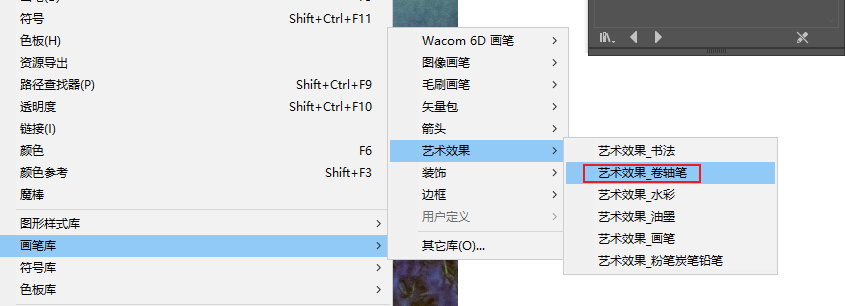 符号 Shift+Ctrl+F11
色板(H)
资源导出
路径查找器(P) Shift+Ctrl+F9
透明度 Shift+Ctrl+F10
链接(I)
颜色 F6
颜色参考 Shift+F3
魔棒
图形样式库
画笔库
符号库
色板库
Wacom 6D 画笔
图像画笔
毛刷画笔
矢量包
箭头
艺术效果
装饰
边框
用户定义
其它库(O)...
艺术效果_书法
艺术效果_卷轴笔
艺术效果_水彩
艺术效果_油墨
艺术效果_画笔
艺术效果_粉笔炭笔铅笔